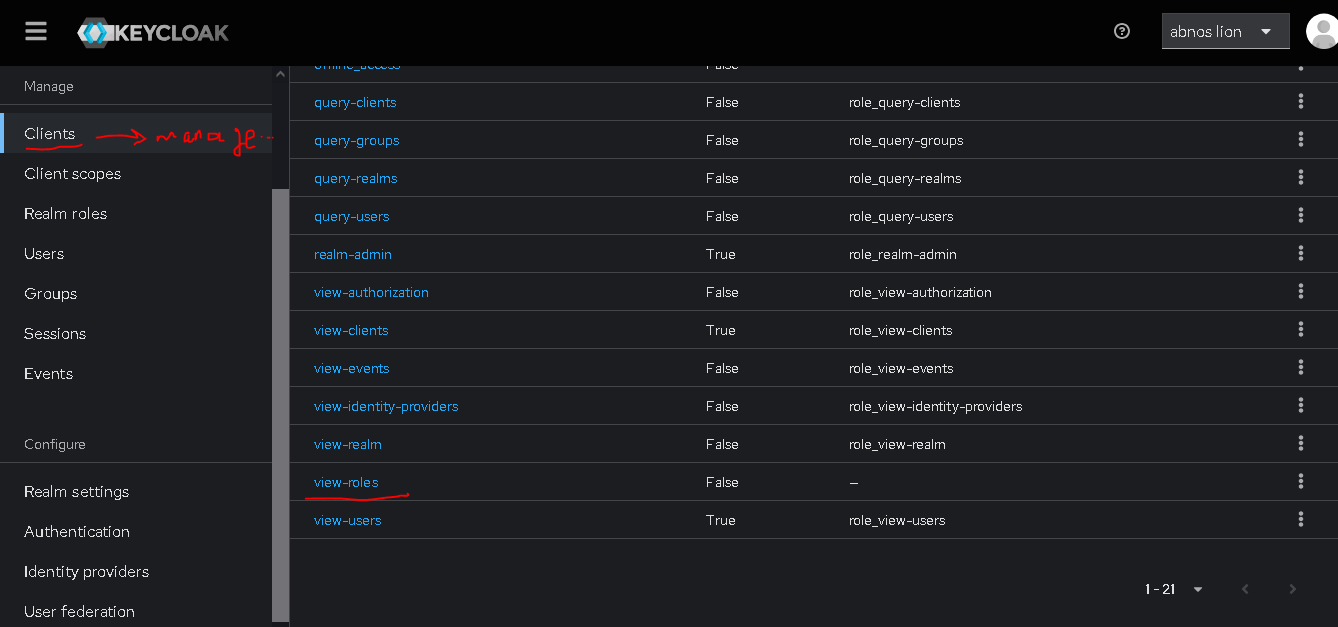 KEYCLOAK
abnos lion
Manage
Clients → manage...
Client scopes
Realm roles
Users
Groups
Sessions
Events
Configure
Realm settings
Authentication
Identity providers
User federation
offline_access False
query-clients False role_query-clients
query-groups False role_query-groups
query-realms False role_query-realms
query-users False role_query-users
realm-admin True role_realm-admin
view-authorization False role_view-authorization
view-clients True role_view-clients
view-events False role_view-events
view-identity-providers False role_view-identity-providers
view-realm False role_view-realm
view-roles False –
view-users True role_view-users
1 - 21